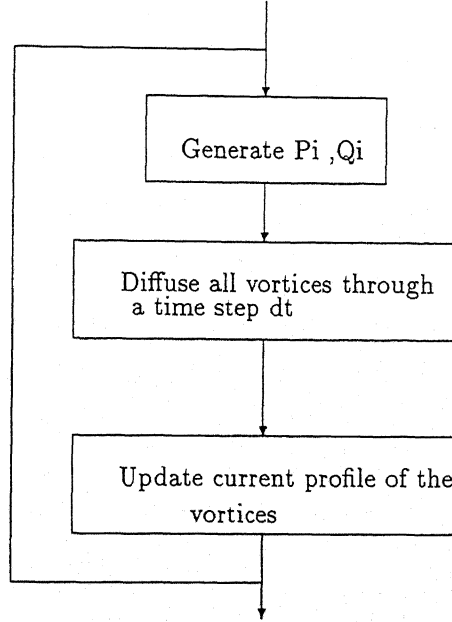 Generate Pi ,Qi
Diffuse all vortices through
a time step dt
Update current profile of the
vortices